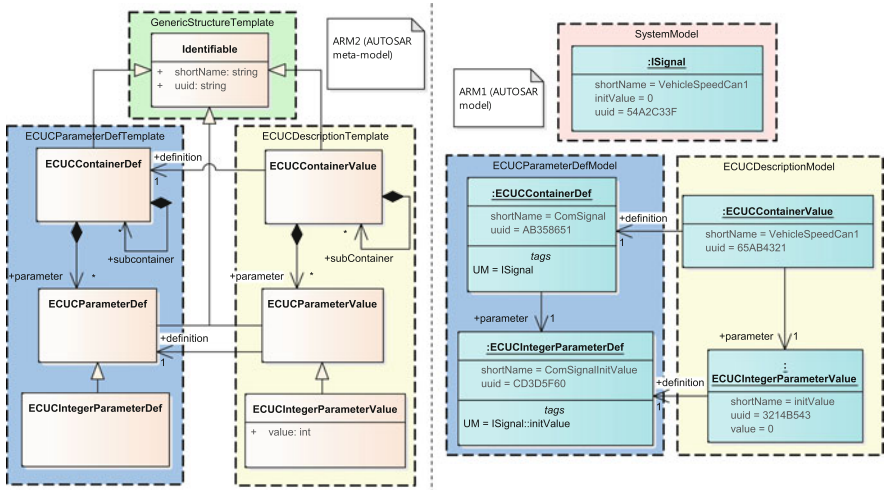 GenericStructureTemplate
Identifiable
+ shortName: string
+ uuid: string
ARM2 (AUTOSAR
meta-model)
ECUCParameterDefTemplate
ECUCDescriptionTemplate
ECUCContainerDef
+definition
1
ECUCContainerValue
*
+subcontainer
*
+subContainer
+parameter
*
+parameter
*
ECUCParameterDef
+definition
1
ECUCParameterValue
ECUCIntegerParameterDef
ECUCIntegerParameterValue
+ value: int
ARM1 (AUTOSAR
model)
SystemModel
:ISignal
shortName = VehicleSpeedCan1
initValue = 0
uuid = 54A2C33F
ECUCParameterDefModel
ECUCDescriptionModel
:ECUCContainerDef
shortName = ComSignal
uuid = AB358651
tags
UM = ISignal
+definition
1
:ECUCContainerValue
shortName = VehicleSpeedCan1
uuid = 65AB4321
+parameter
1
+parameter
1
:ECUCIntegerParameterDef
shortName = ComSignalInitValue
uuid = CD3D5F60
tags
UM = ISignal::initValue
+definition
1
:
ECUCIntegerParameterValue
shortName = initValue
uuid = 3214B543
value = 0